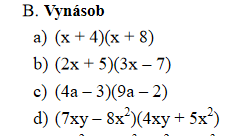 B. Vynásob
a) (x + 4)(x + 8)
b) (2x + 5)(3x – 7)
c) (4a – 3)(9a – 2)
d) (7xy – 8x²)(4xy + 5x²)